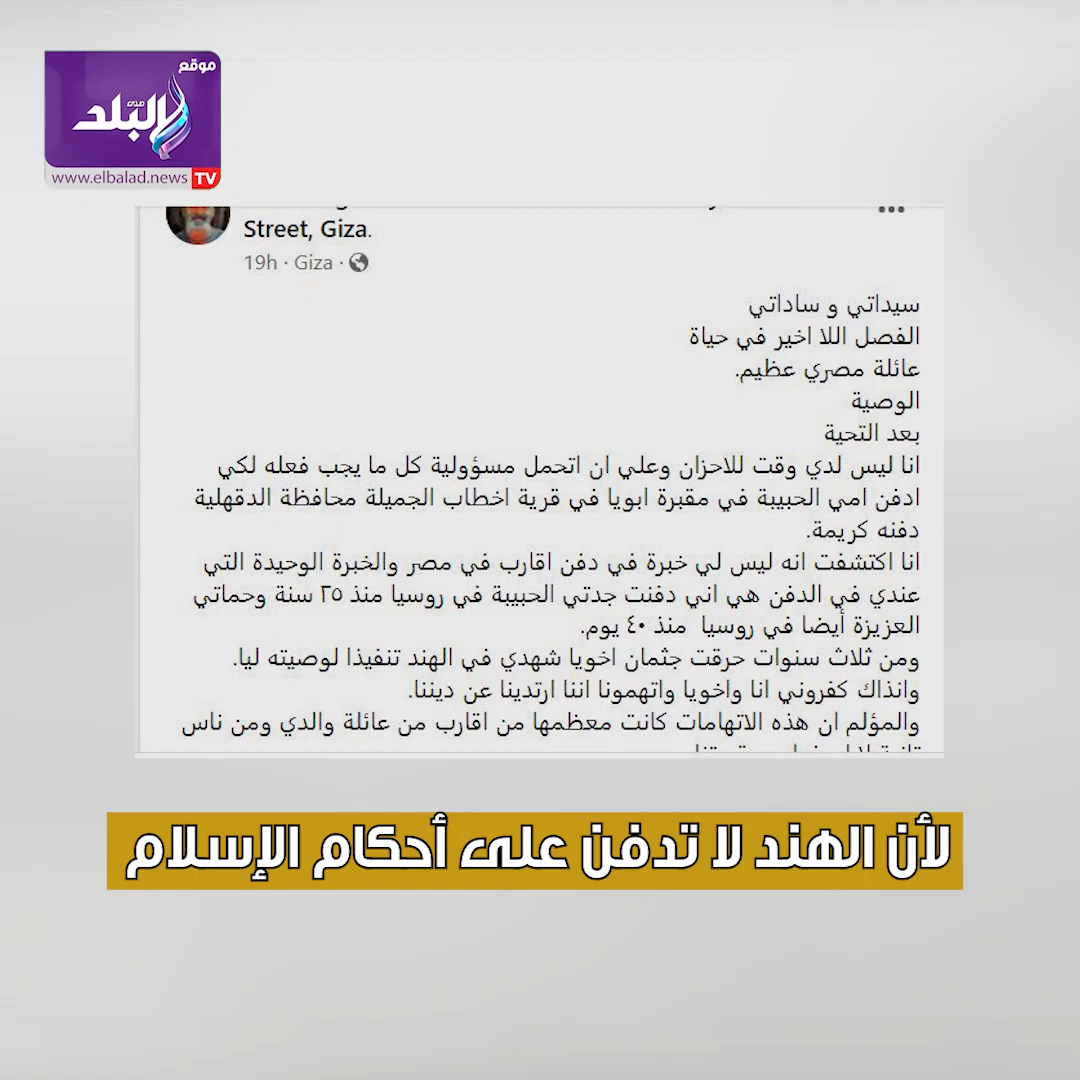 موقع
صدى البلد
www.elbalad.news TV
Street, Giza.
19h · Giza ·
سيداتي و ساداتي
الفصل اللا اخير في حياة
عائلة مصري عظيم.
الوصية
بعد التحية
انا ليس لدي وقت للاحزان وعلي ان اتحمل مسؤولية كل ما يجب فعله لكي
ادفن امي الحبيبة في مقبرة ابويا في قرية اخطاب الجميلة محافظة الدقهلية
دفنه كريمة.
انا اكتشفت انه ليس لي خبرة في دفن اقارب في مصر والخبرة الوحيدة التي
عندي في الدفن هي اني دفنت جدتي الحبيبة في روسيا منذ ٢٥ سنة وحماتي
العزيزة أيضا في روسيا منذ ٤٠ يوم.
ومن ثلاث سنوات حرقت جثمان اخويا شهدي في الهند تنفيذا لوصيته ليا.
وانذاك كفروني انا واخويا واتهمونا اننا ارتدينا عن ديننا.
والمؤلم ان هذه الاتهامات كانت معظمها من اقارب من عائلة والدي ومن ناس
لأن الهند لا تدفن على أحكام الإسلام